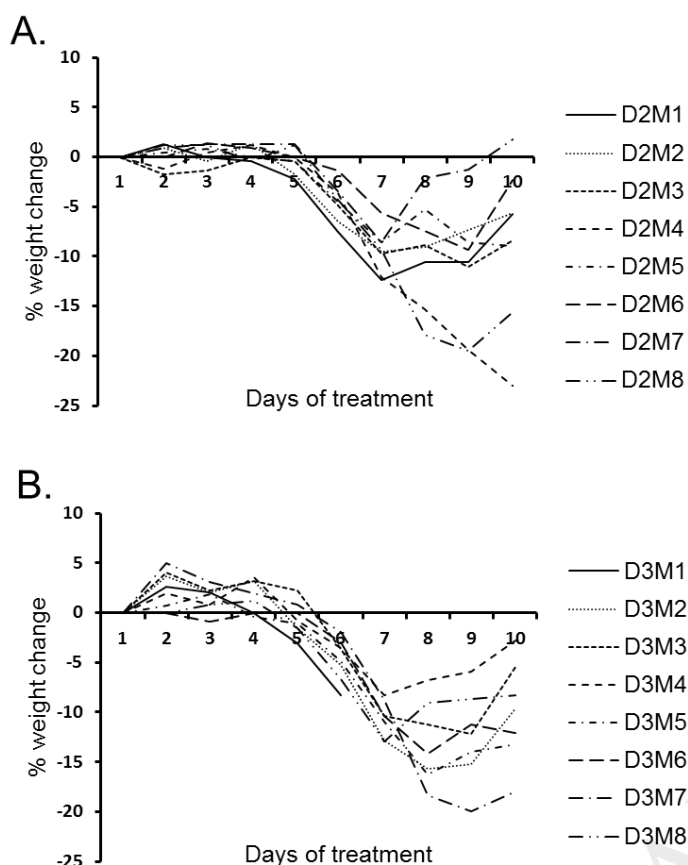 A.
10
5
0
-5
-10
-15
-20
-25
% weight change
1 2 3 4 5 6 7 8 9 10
Days of treatment
D2M1
D2M2
D2M3
D2M4
D2M5
D2M6
D2M7
D2M8
B.
10
5
0
-5
-10
-15
-20
-25
% weight change
1 2 3 4 5 6 7 8 9 10
Days of treatment
D3M1
D3M2
D3M3
D3M4
D3M5
D3M6
D3M7
D3M8